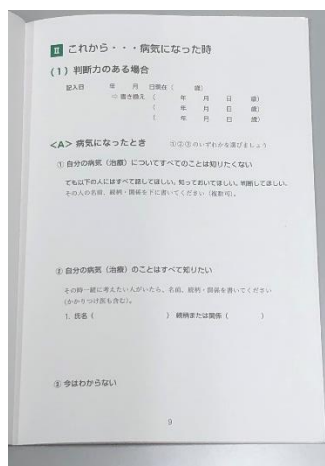 Ⅱ これから・・・病気になった時
(1) 判断力のある場合
記入日 年 月 日現在 ( 歳)
⇨ 書き換え ( 年 月 日 歳)
( 年 月 日 歳)
( 年 月 日 歳)
<A> 病気になったとき ①②③のいずれかを選びましょう
① 自分の病気(治療)についてすべてのことは知りたくない
でも以下の人にはすべて話してほしい。知っておいてほしい。判断してほしい。
その人の名前、続柄・関係を下に書いてください(複数可)。
② 自分の病気(治療)のことはすべて知りたい
その時一緒に考えたい人がいたら、名前、続柄・関係を書いてください
(かかりつけ医も含む)。
1. 氏名( ) 続柄または関係( )
③ 今はわからない
9